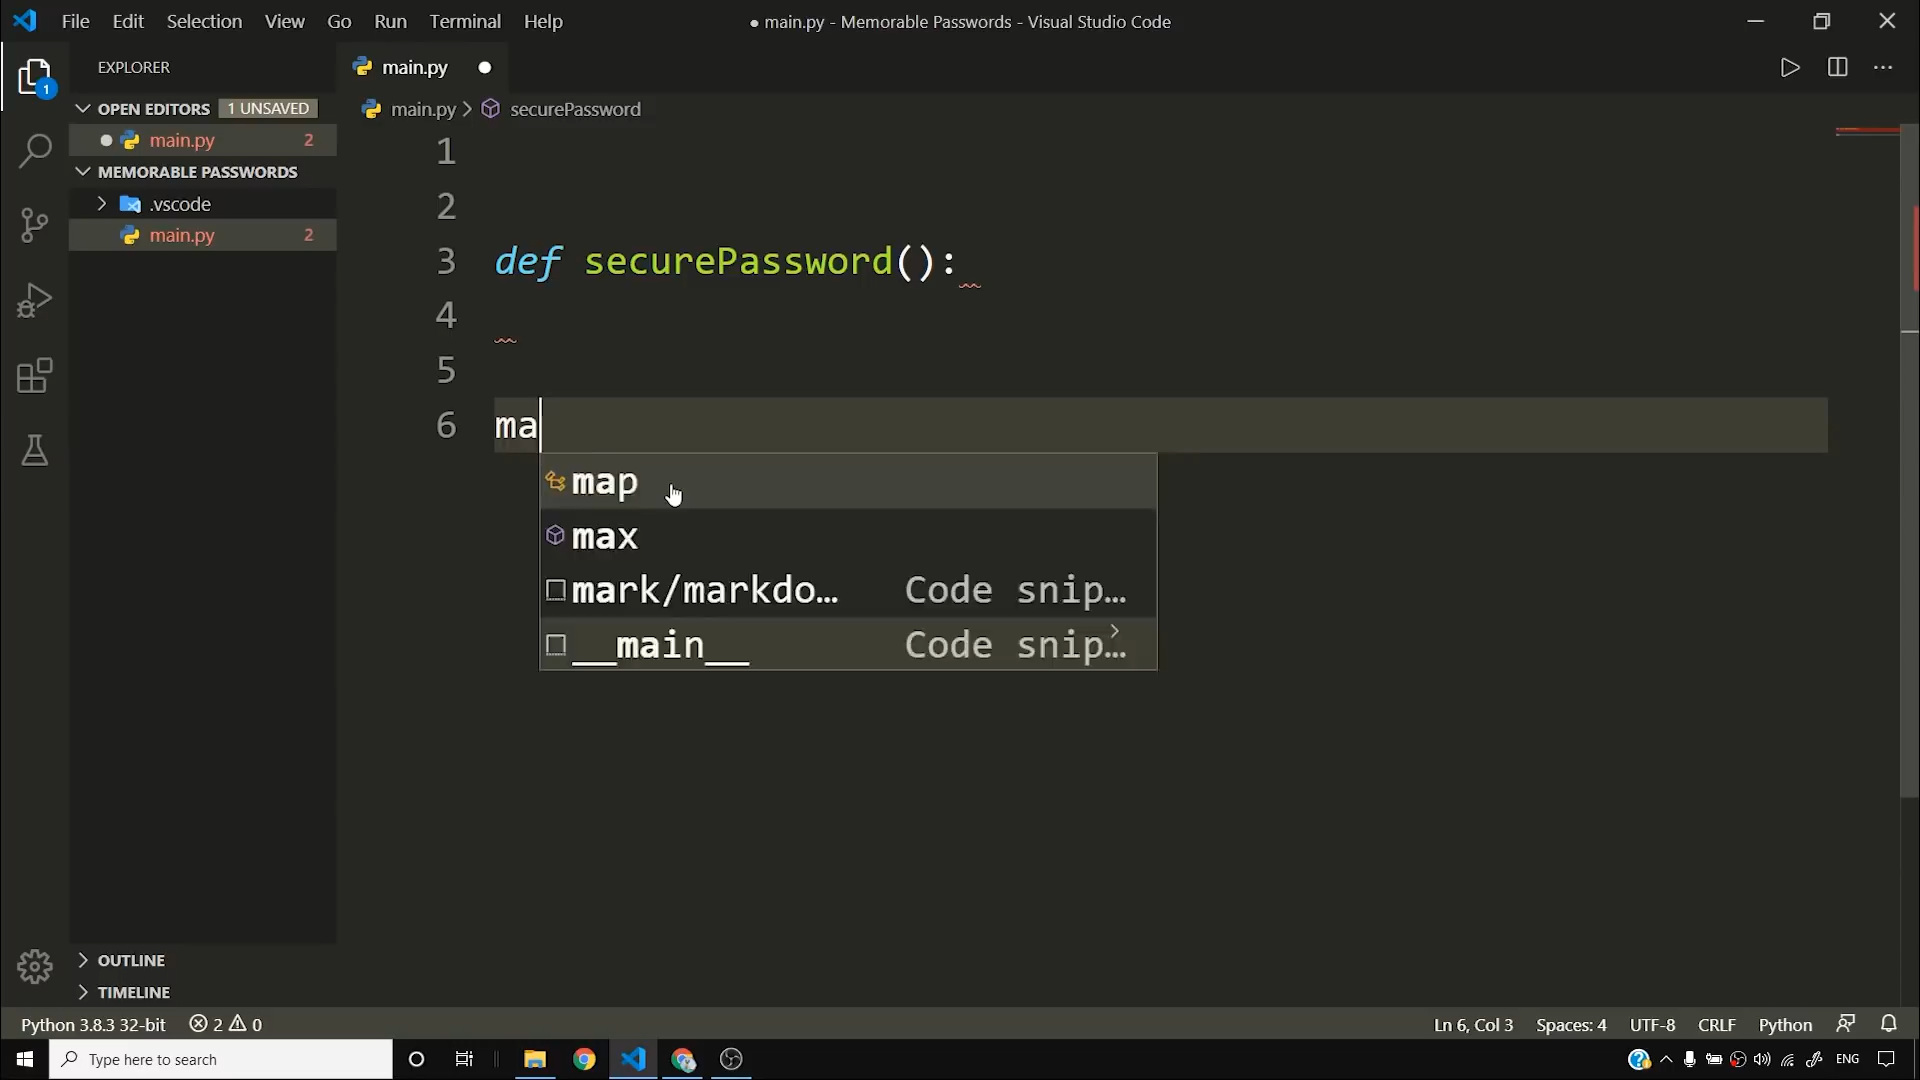 File Edit Selection View Go Run Terminal Help
● main.py - Memorable Passwords - Visual Studio Code
EXPLORER
main.py
OPEN EDITORS 1 UNSAVED
main.py > securePassword
main.py 2
MEMORABLE PASSWORDS
.vscode
main.py 2
1
1
2
3 def securePassword():
4
5
6 ma
map
max
mark/markdo… Code snip…
__main__ Code snip…
OUTLINE
TIMELINE
Python 3.8.3 32-bit 2 0
Ln 6, Col 3 Spaces: 4 UTF-8 CRLF Python
Type here to search
ENG